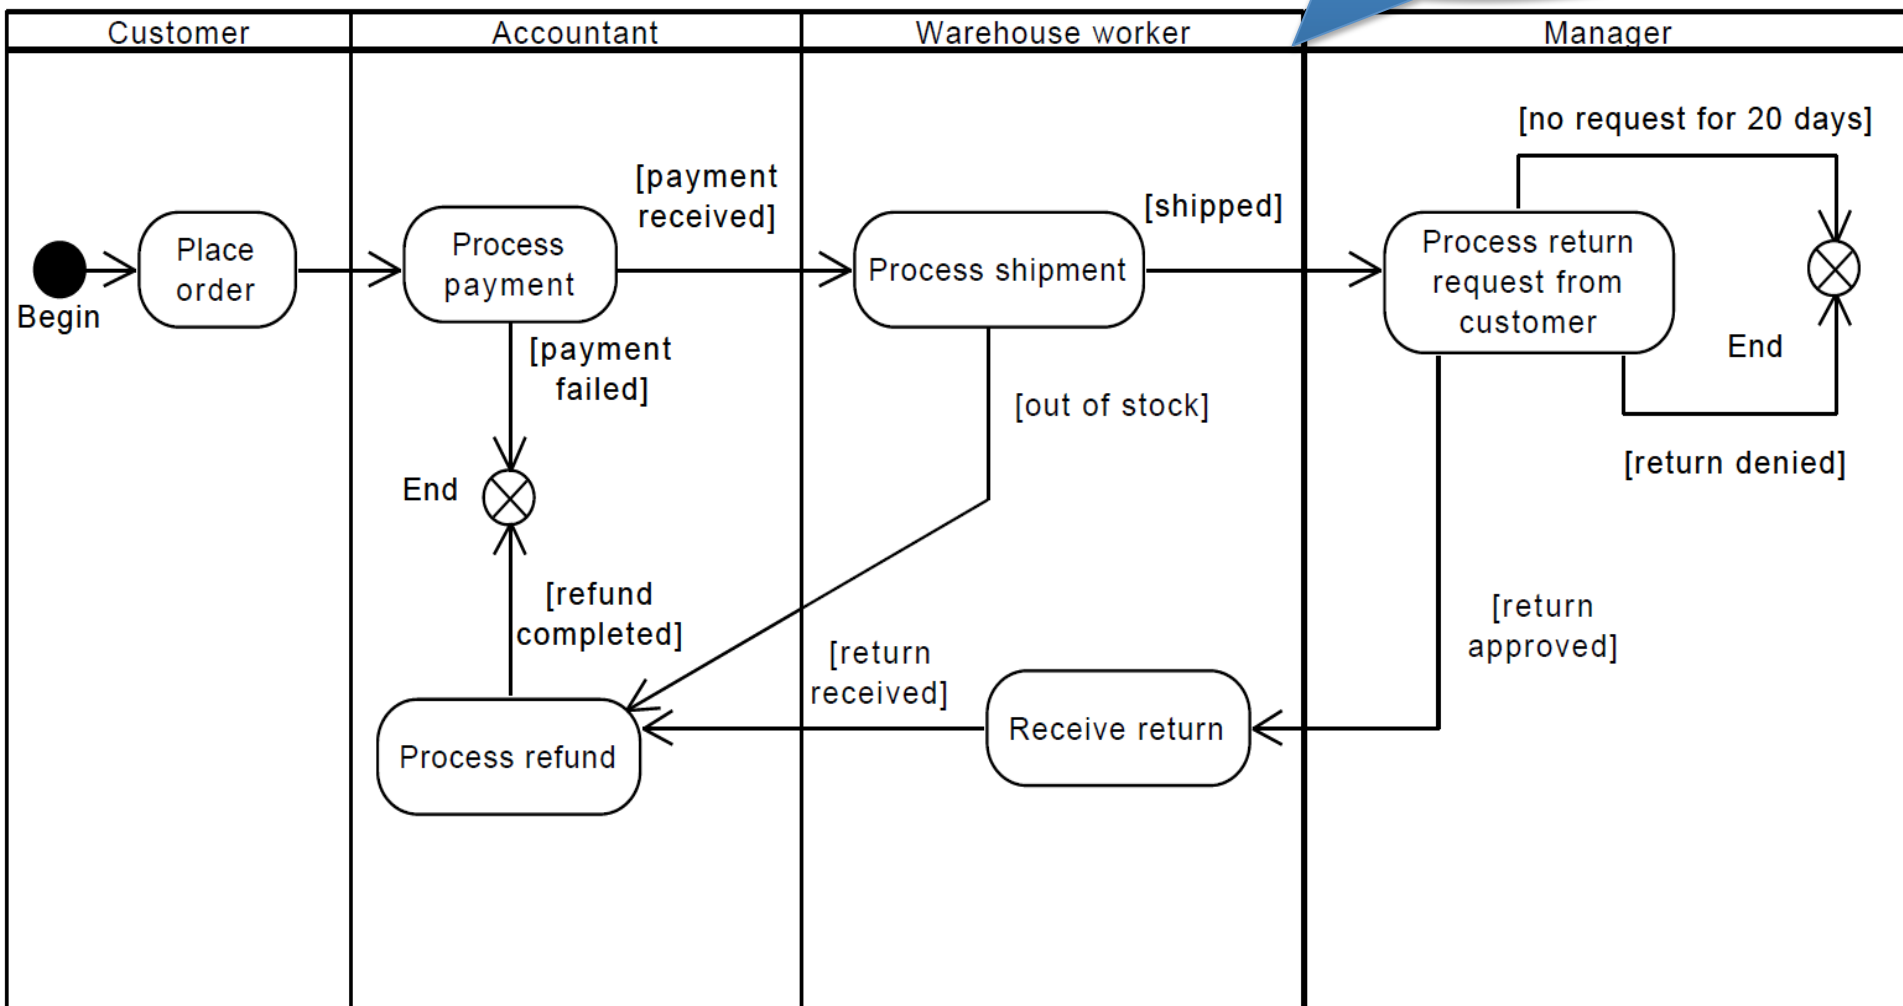 Customer
Accountant
Warehouse worker
Manager
[no request for 20 days]
[payment
received]
[shipped]
Place
order
Process
payment
Process shipment
Process return
request from
customer
Begin
[payment
failed]
End
[out of stock]
[return denied]
End
[refund
completed]
[return
approved]
[return
received]
Receive return
Process refund